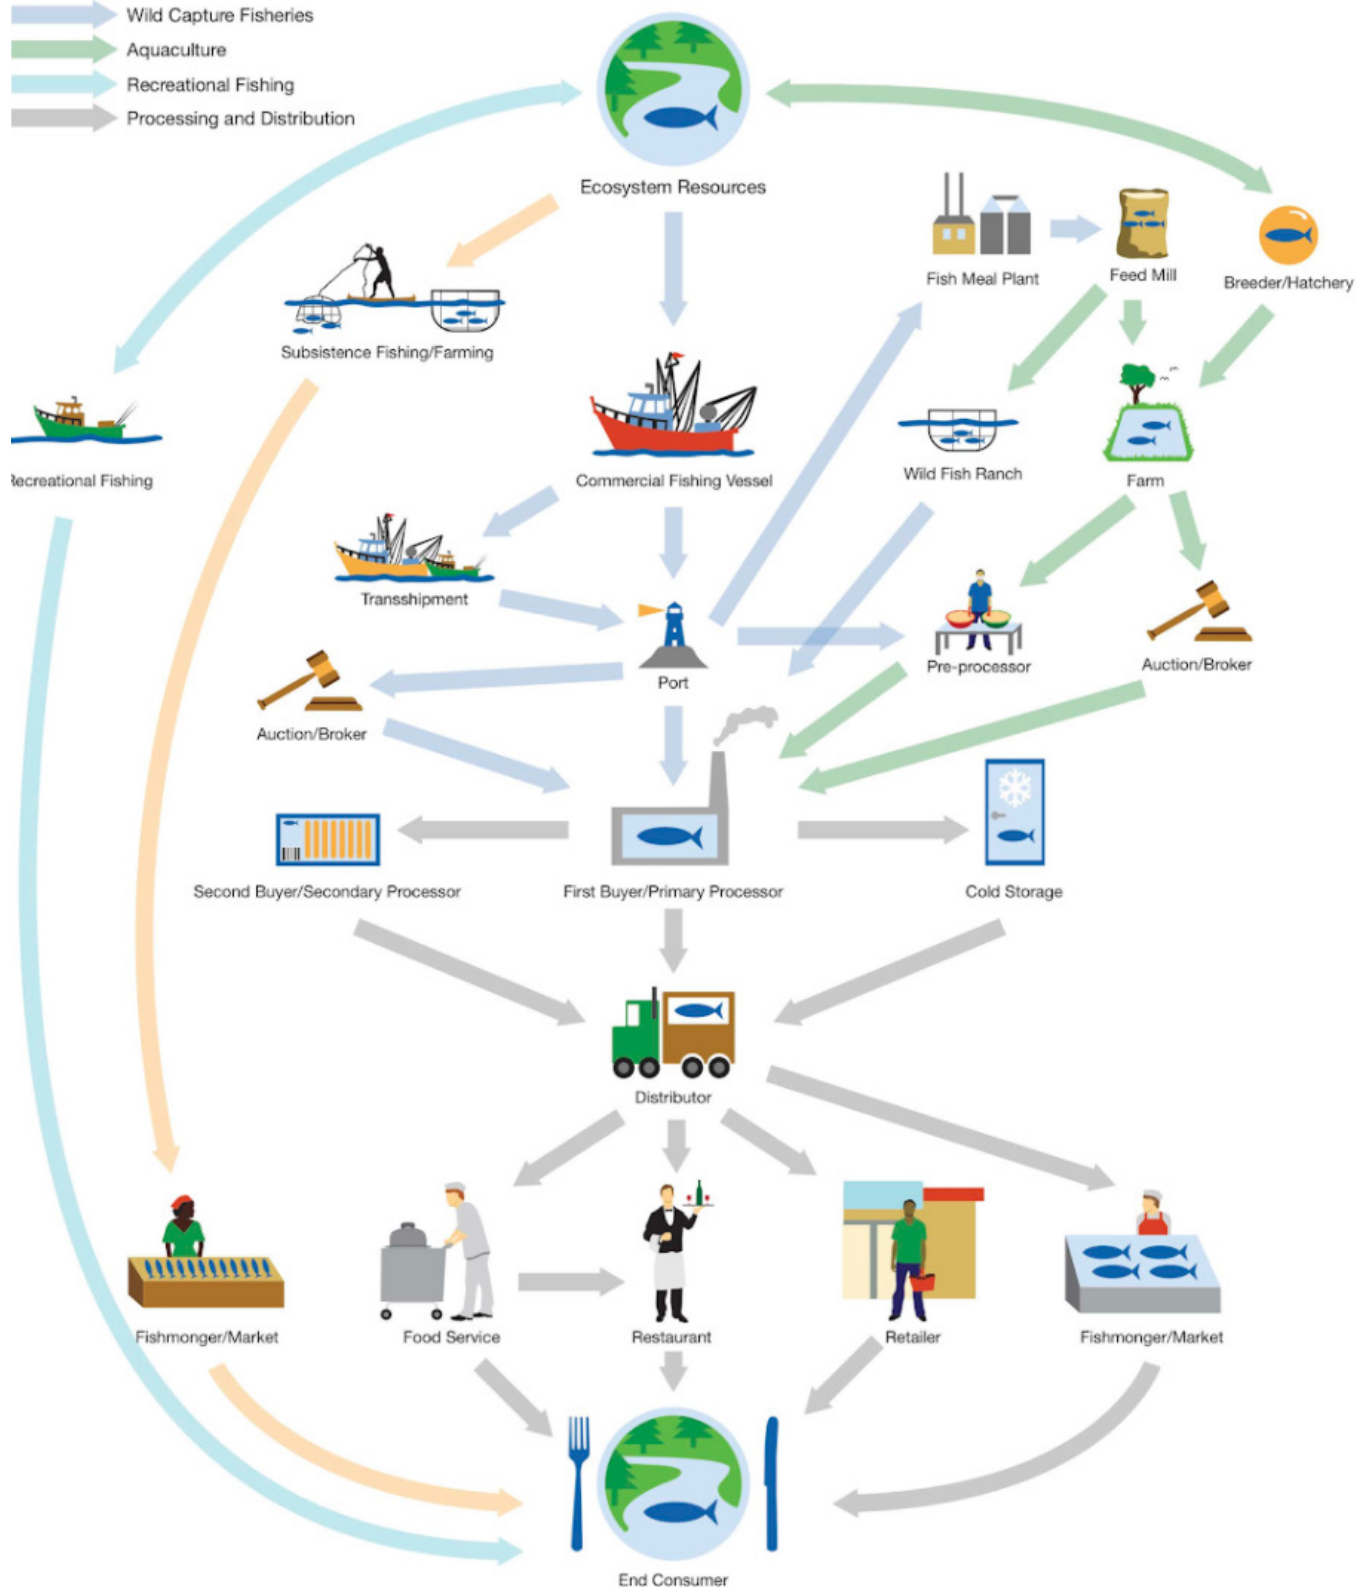 Wild Capture Fisheries
Aquaculture
Recreational Fishing
Processing and Distribution
Ecosystem Resources
Fish Meal Plant
Feed Mill
Breeder/Hatchery
Subsistence Fishing/Farming
Recreational Fishing
Commercial Fishing Vessel
Wild Fish Ranch
Farm
Transshipment
Port
Pre-processor
Auction/Broker
Auction/Broker
Second Buyer/Secondary Processor
First Buyer/Primary Processor
Cold Storage
Distributor
Fishmonger/Market
Food Service
Restaurant
Retailer
Fishmonger/Market
End Consumer